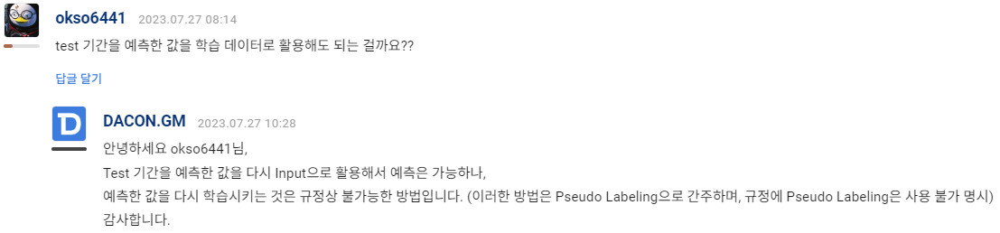 okso6441 2023.07.27 08:14
test 기간을 예측한 값을 학습 데이터로 활용해도 되는 걸까요??
답글 달기
D DACON.GM 2023.07.27 10:28
안녕하세요 okso6441님,
Test 기간을 예측한 값을 다시 Input으로 활용해서 예측은 가능하나,
예측한 값을 다시 학습시키는 것은 규정상 불가능한 방법입니다. (이러한 방법은 Pseudo Labeling으로 간주하며, 규정에 Pseudo Labeling은 사용 불가 명시)
감사합니다.